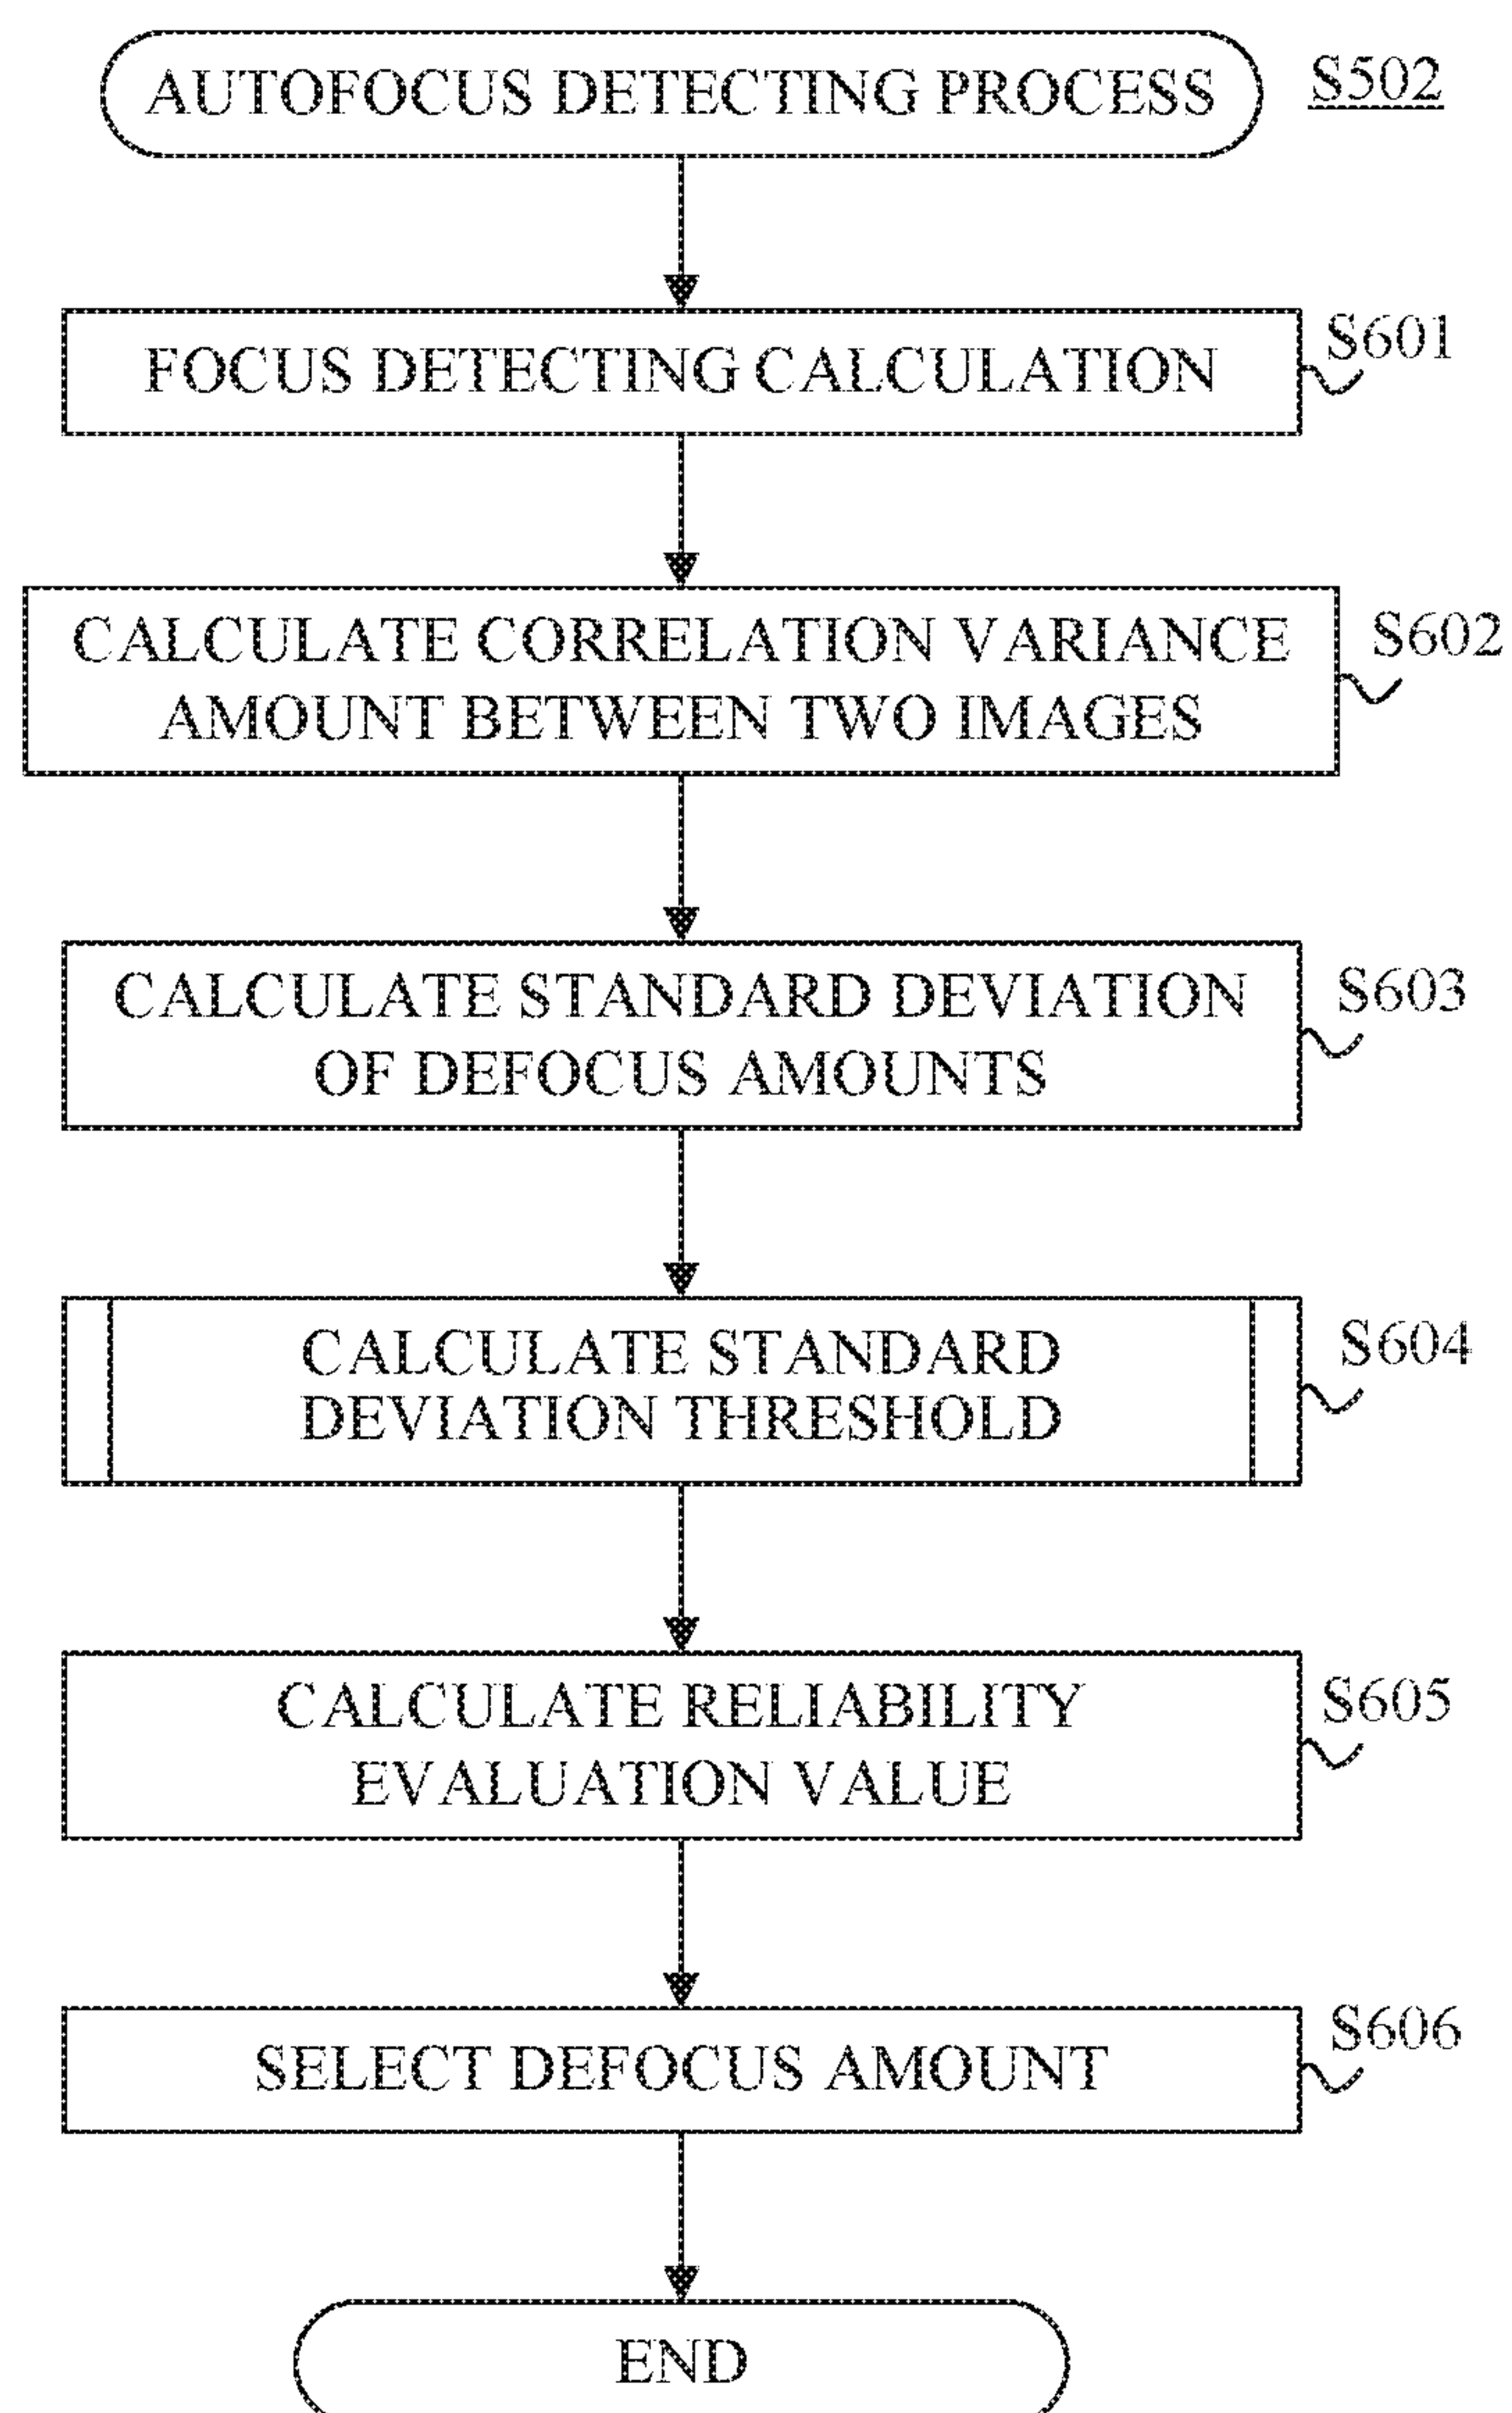 AUTOFOCUS DETECTING PROCESS S502
FOCUS DETECTING CALCULATION S601
CALCULATE CORRELATION VARIANCE S602
AMOUNT BETWEEN TWO IMAGES
CALCULATE STANDARD DEVIATION S603
OF DEFOCUS AMOUNTS
CALCULATE STANDARD S604
DEVIATION THRESHOLD
CALCULATE RELIABILITY S605
EVALUATION VALUE
SELECT DEFOCUS AMOUNT S606
END